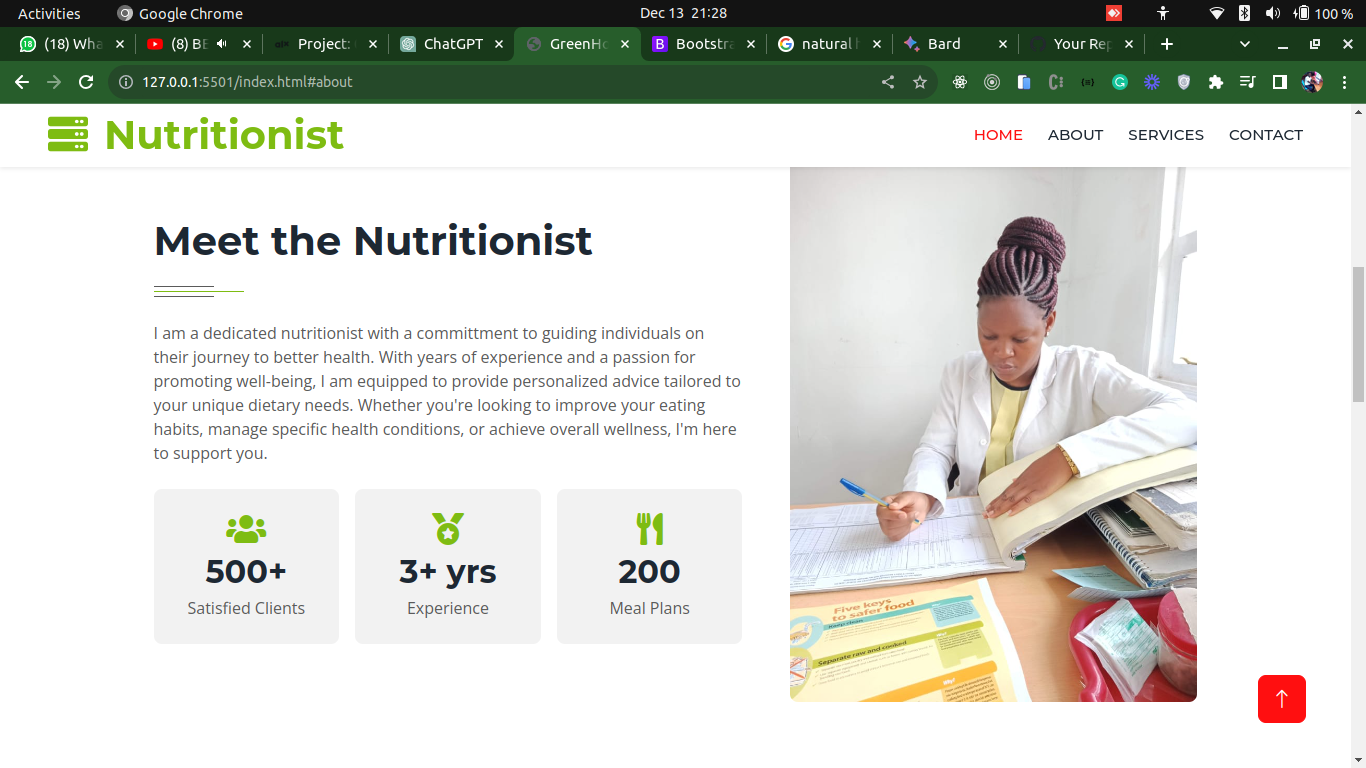 Activities
Google Chrome
Dec 13 21:28
100 %
18
(18) Wha
(8) BE
Project:
ChatGPT
GreenHo
B
Bootstra
natural h
Bard
Your Rep
127.0.0.1:5501/index.html#about
Nutritionist
HOME
ABOUT
SERVICES
CONTACT
Meet the Nutritionist
I am a dedicated nutritionist with a committment to guiding individuals on
their journey to better health. With years of experience and a passion for
promoting well-being, I am equipped to provide personalized advice tailored to
your unique dietary needs. Whether you're looking to improve your eating
habits, manage specific health conditions, or achieve overall wellness, I'm here
to support you.
500+
Satisfied Clients
3+ yrs
Experience
200
Meal Plans
Five keys
to safer food
Keep clean
Why?
Separate raw and cooked
Why?
Why?